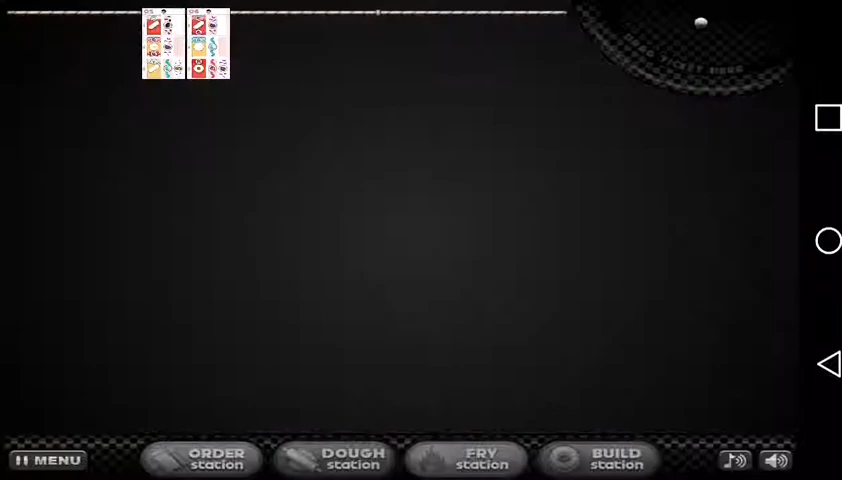 MENU
ORDER
station
DOUGH
station
FRY
station
BUILD
station